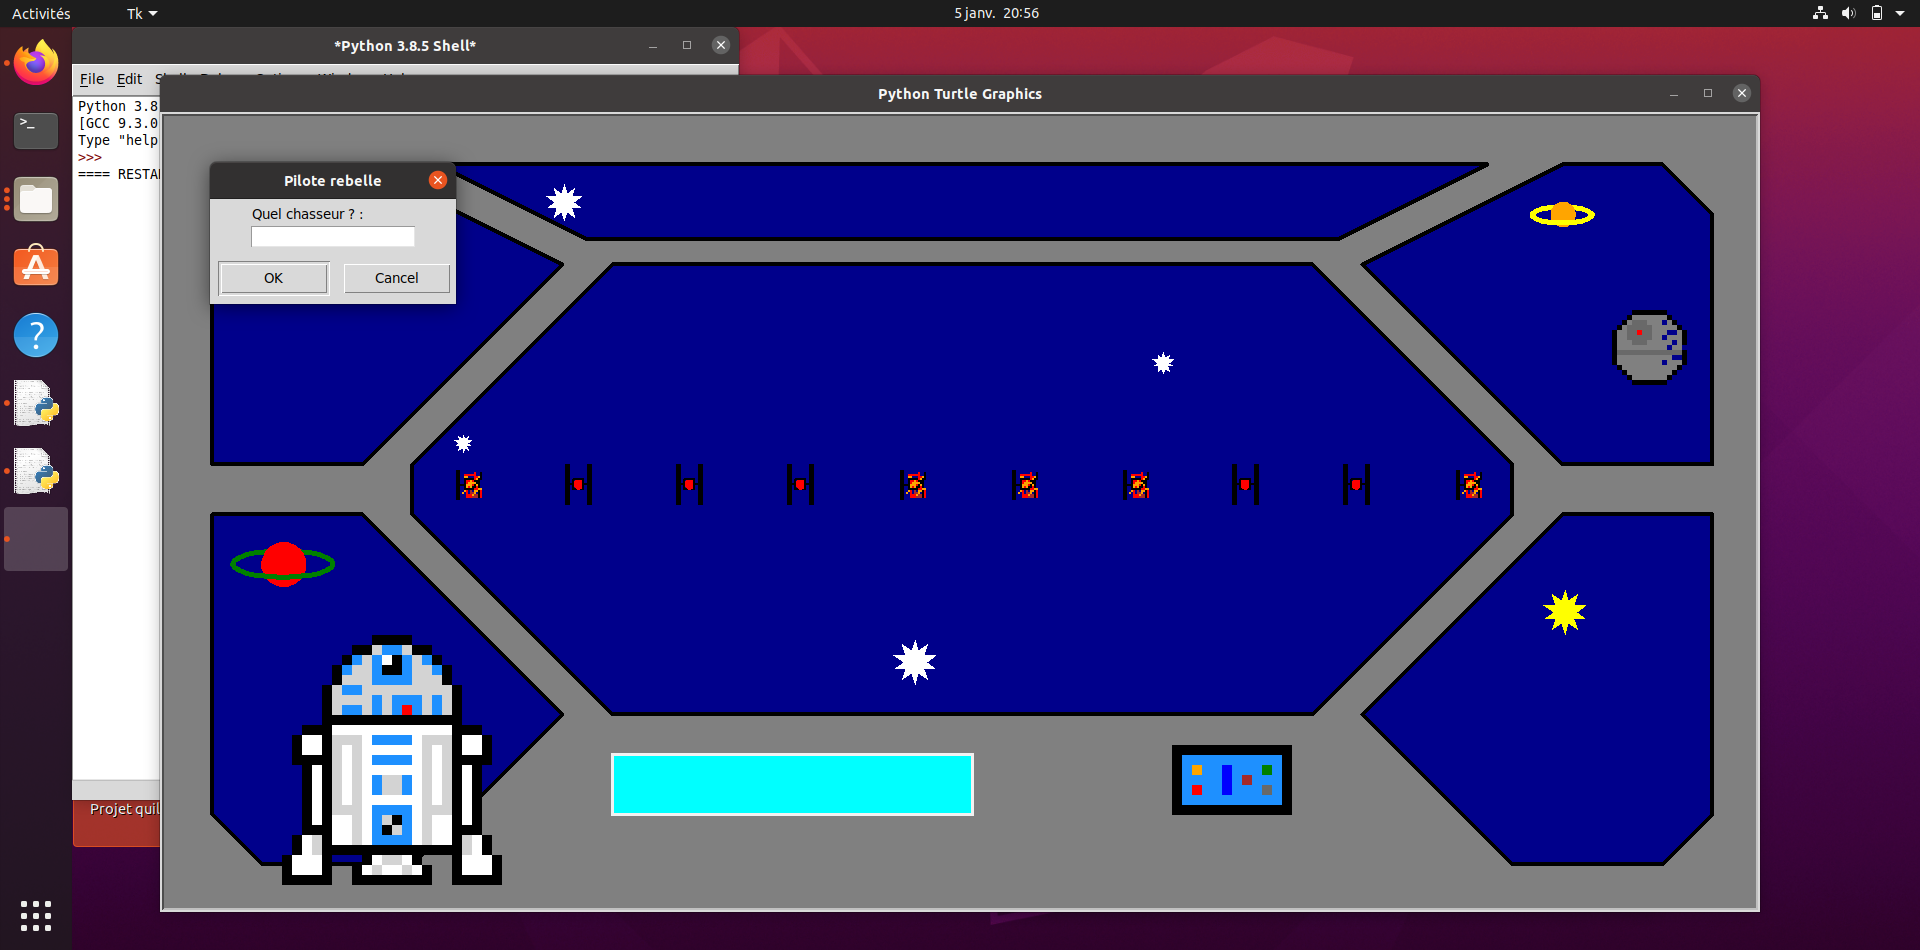 Activités
Tk
5 janv. 20:56
*Python 3.8.5 Shell*
File Edit
Python 3.8
[GCC 9.3.0
Type "help
>>>
==== RESTA
Projet quil
Python Turtle Graphics
Pilote rebelle
Quel chasseur ? :
OK
Cancel